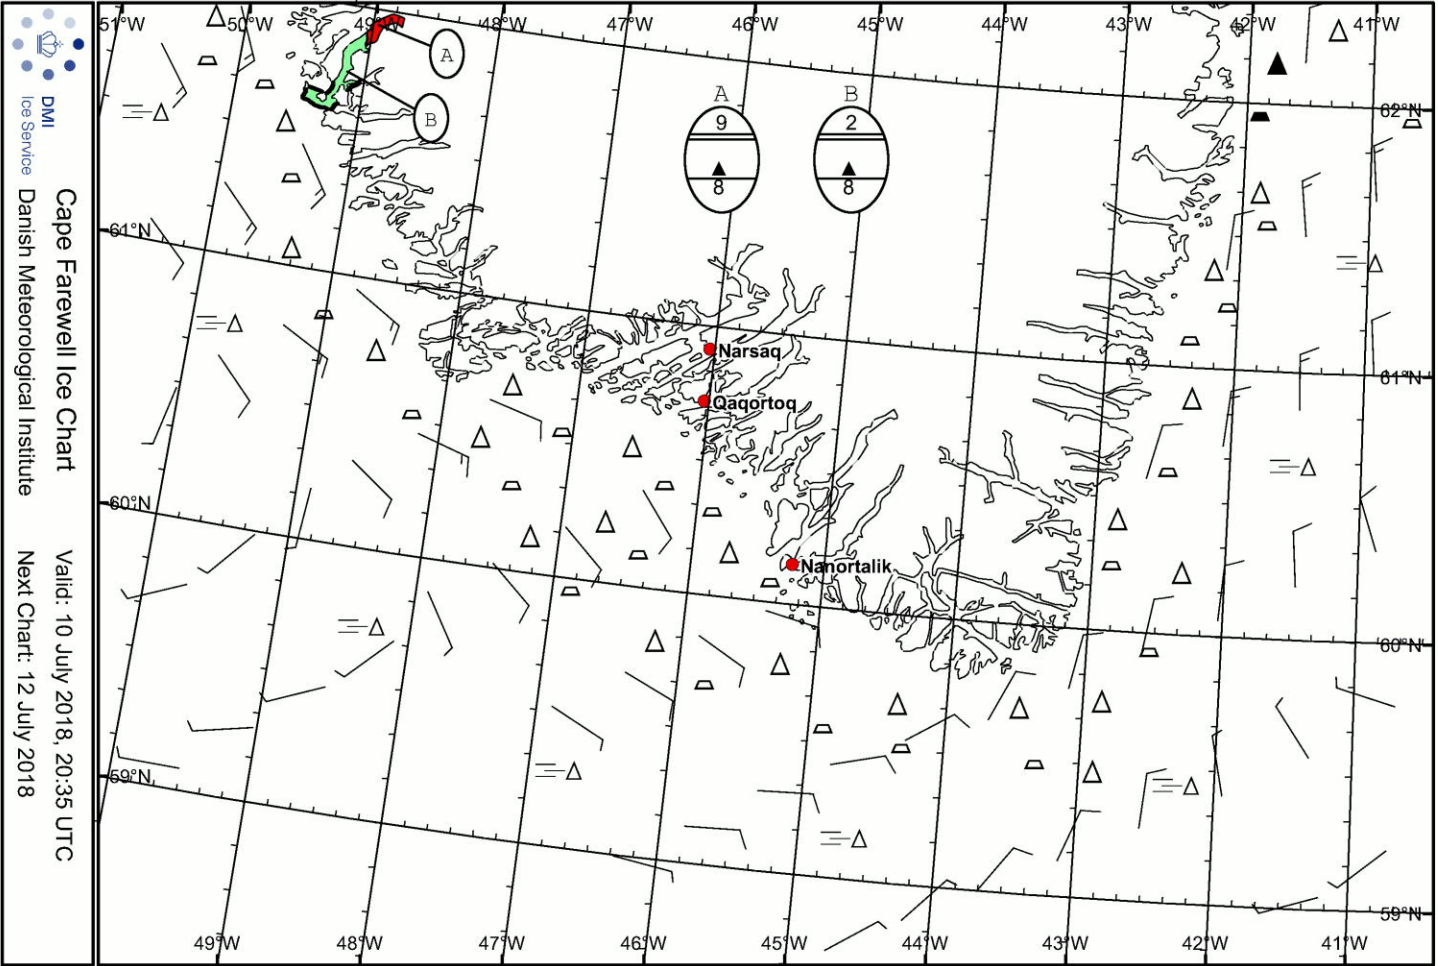 51°W 50°W 49°W 48°W 47°W 46°W 45°W 44°W 43°W 42°W 41°W
DMI
Ice Service
Cape Farewell Ice Chart
Danish Meteorological Institute
Valid: 10 July 2018, 20:35 UTC
Next Chart: 12 July 2018
A
B
A
9
8
B
2
8
62°N
61°N
61°N
Narsaq
Qaqortoq
60°N
Nanortalik
60°N
59°N
59°N
49°W 48°W 47°W 46°W 45°W 44°W 43°W 42°W 41°W